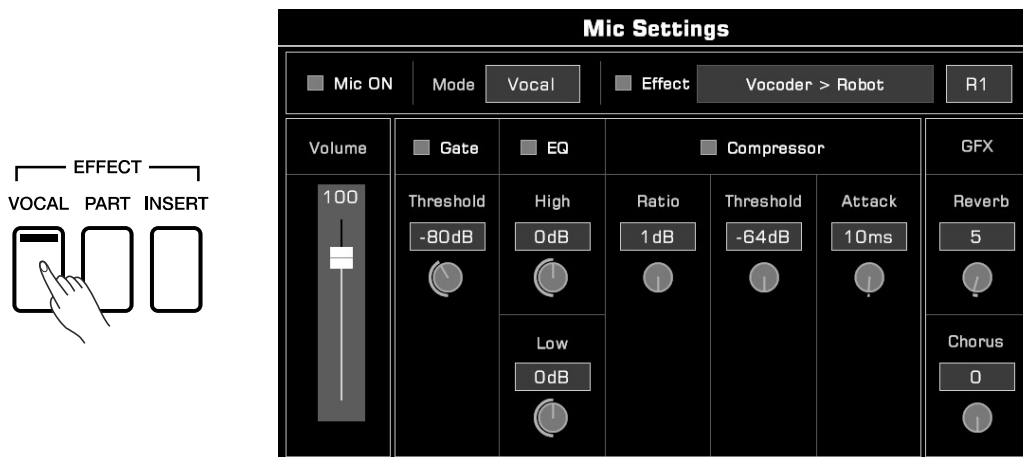 EFFECT
VOCAL PART INSERT
Mic Settings
Mic ON Mode Vocal Effect Vocoder > Robot R1
Volume Gate EQ Compressor GFX
100 Threshold High Ratio Threshold Attack Reverb
-80dB 0dB 1dB -64dB 10ms 5
Low Chorus
0dB 0